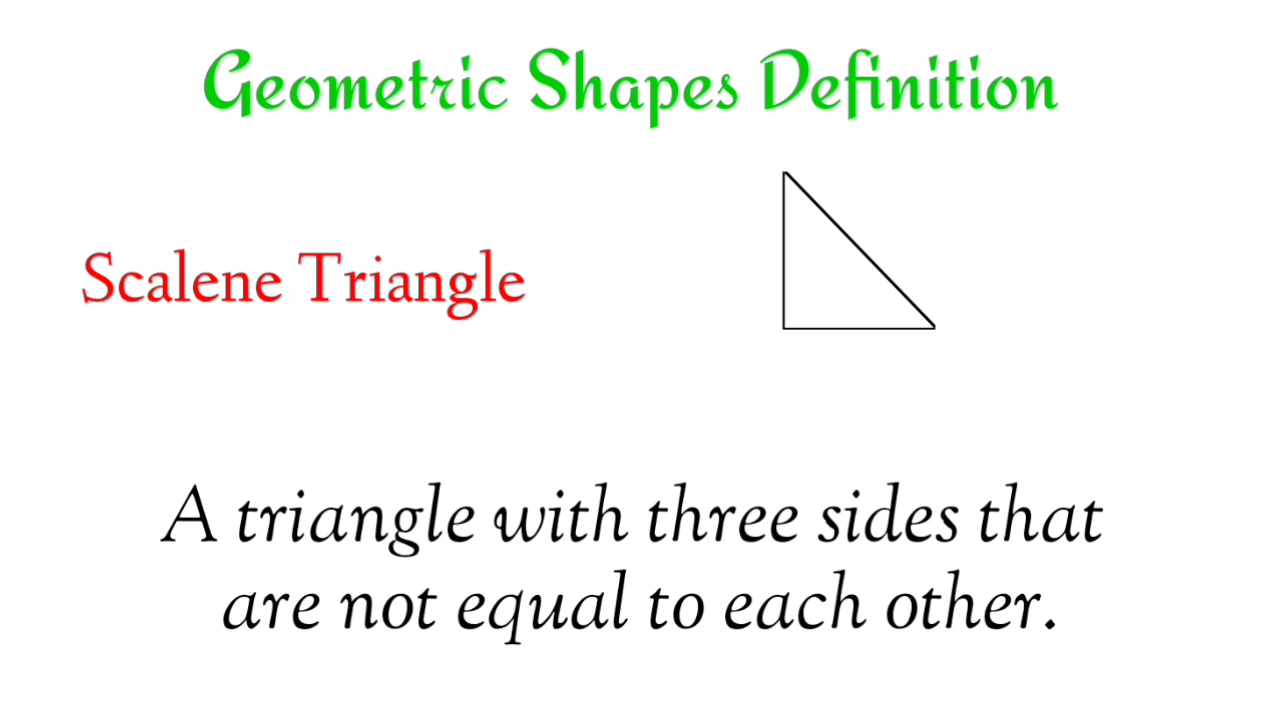 Geometric Shapes Definition
Scalene Triangle
A triangle with three sides that
are not equal to each other.